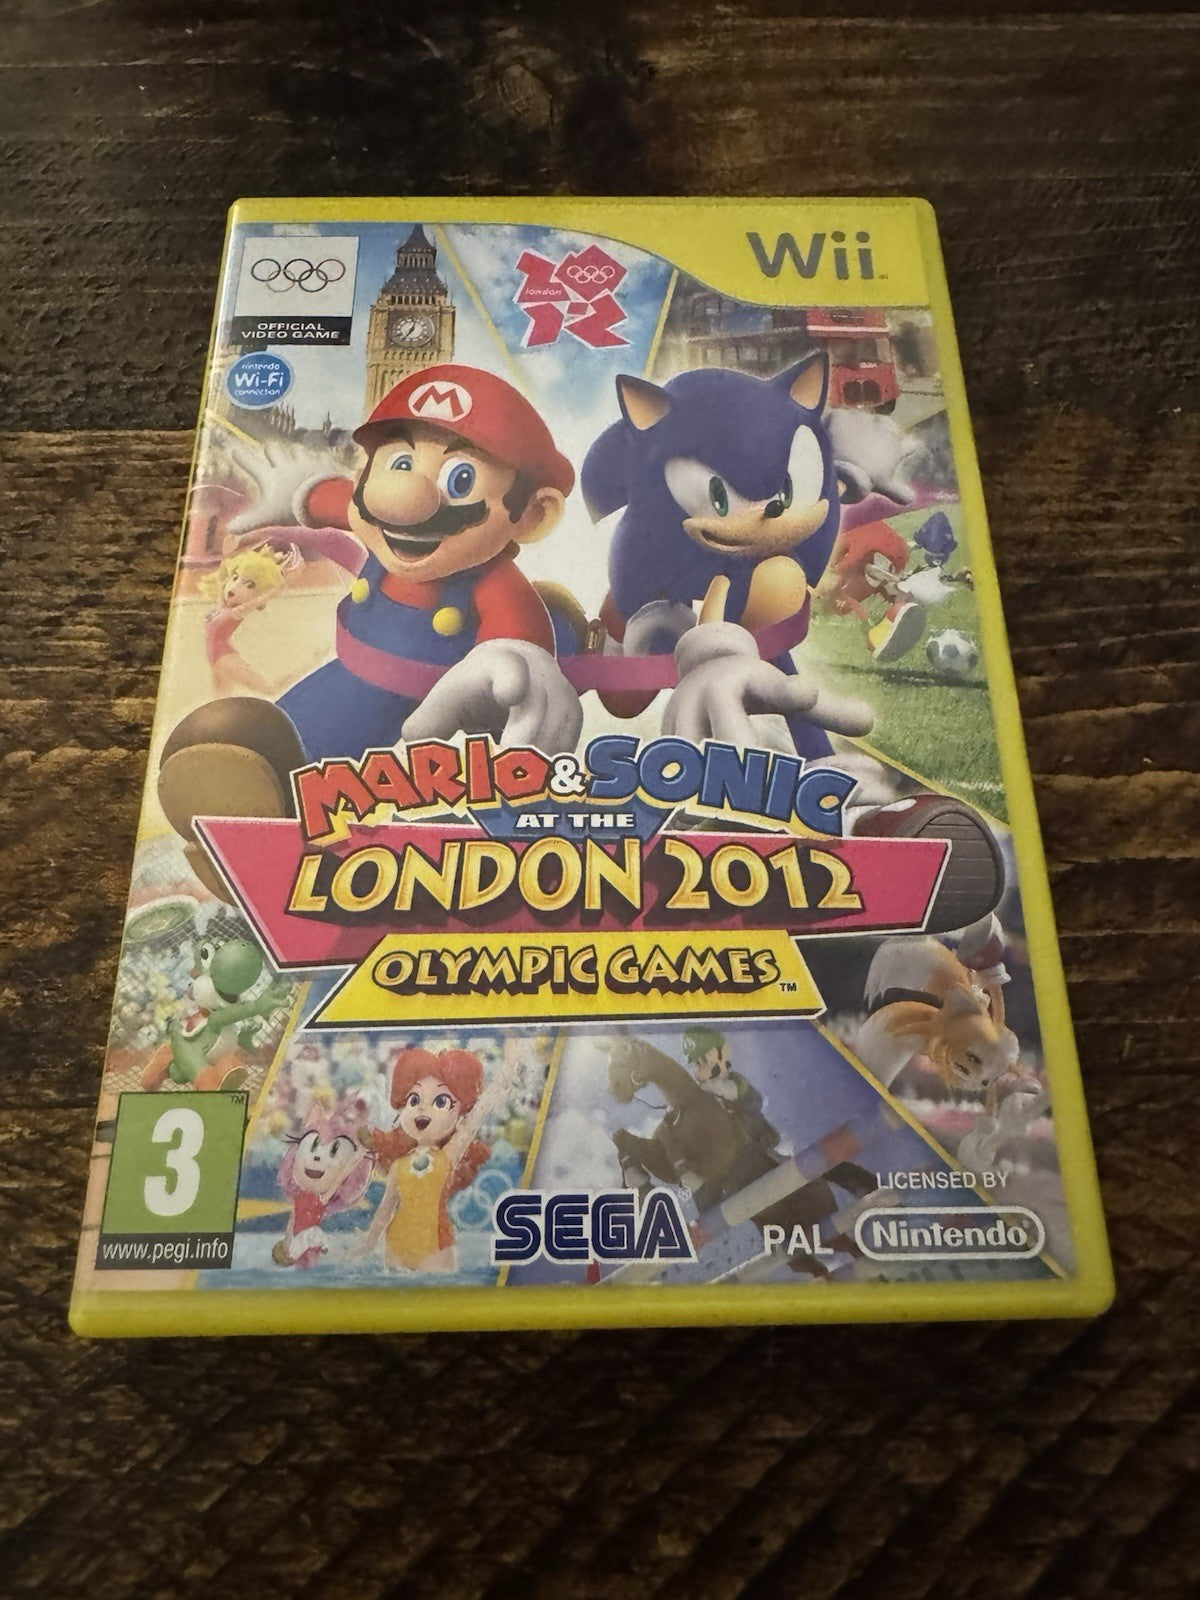 OFFICIAL
VIDEO GAME
Nintendo
Wi-Fi
connection
london
Wii
M
MARIO & SONIC
AT THE
LONDON 2012
OLYMPIC GAMES™
3
www.pegi.info
SEGA®
PAL
LICENSED BY
Nintendo®